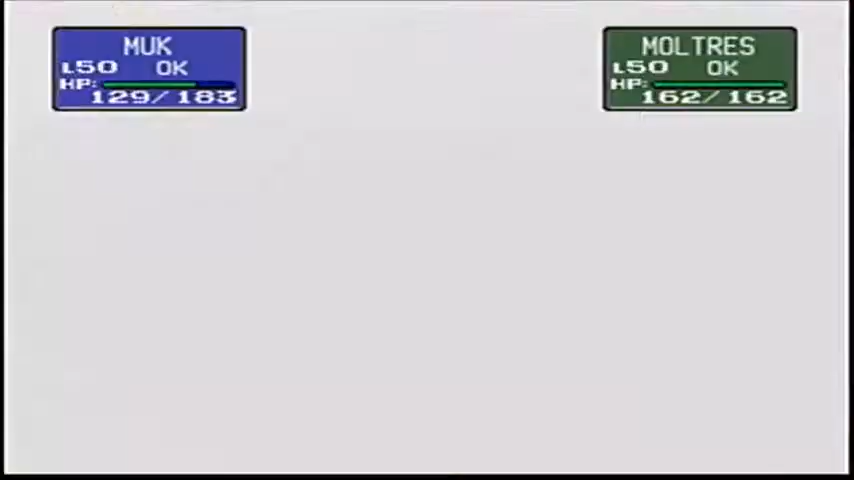 MUK
L50 OK
HP:
129/183
MOLTRES
L50 OK
HP:
162/162